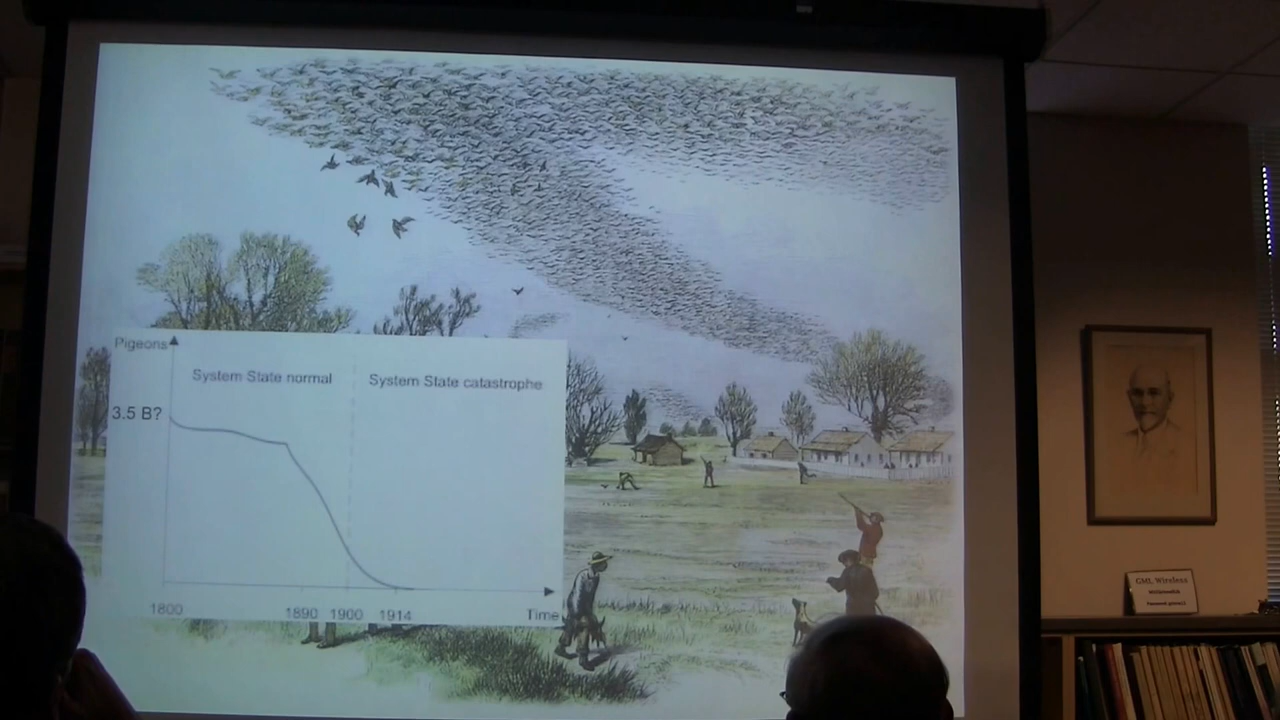 Pigeons
System State normal
System State catastrophe
3.5 B?
1800
1890
1900
1914
Time
GML Wireless